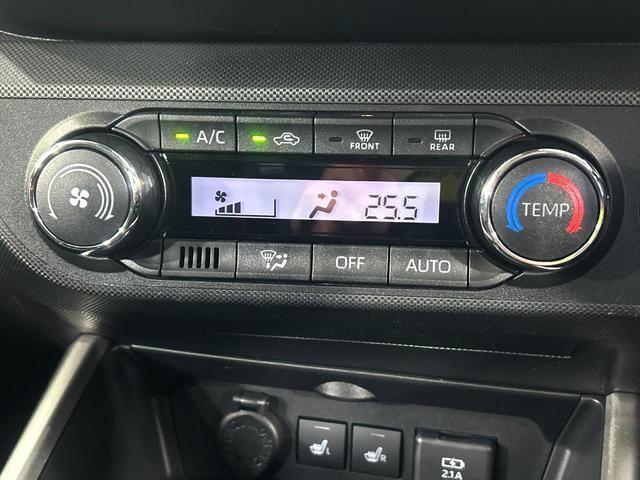 A/C
FRONT
REAR
25.5
TEMP
OFF
AUTO
L
R
2.1A